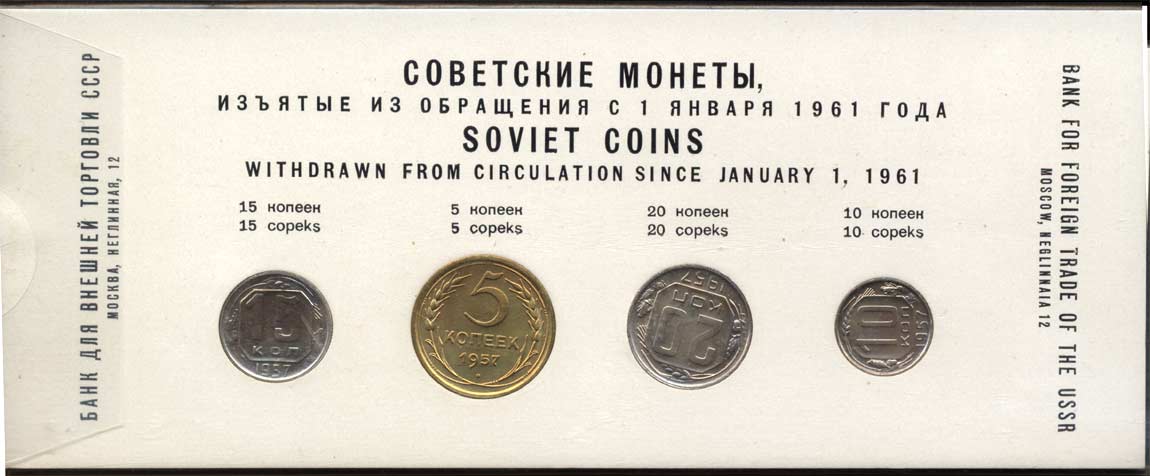 СОВЕТСКИЕ МОНЕТЫ,
ИЗЪЯТЫЕ ИЗ ОБРАЩЕНИЯ С 1 ЯНВАРЯ 1961 ГОДА
SOVIET COINS
WITHDRAWN FROM CIRCULATION SINCE JANUARY 1, 1961
15 копеек
15 copeks
5 копеек
5 copeks
20 копеек
20 copeks
10 копеек
10 copeks
15
КОП
1957
5
КОПЕЕК
1957
20
КОП
1957
10
КОП
1957
БАНК ДЛЯ ВНЕШНЕЙ ТОРГОВЛИ СССР
МОСКВА, НЕГЛИННАЯ, 12
BANK FOR FOREIGN TRADE OF THE USSR
MOSCOW, NEGLINNAIA 12